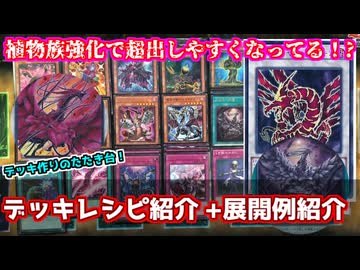 植物族強化で超出しやすくなってる！？
デッキ作りのたたき台！
デッキレシピ紹介+展開例紹介